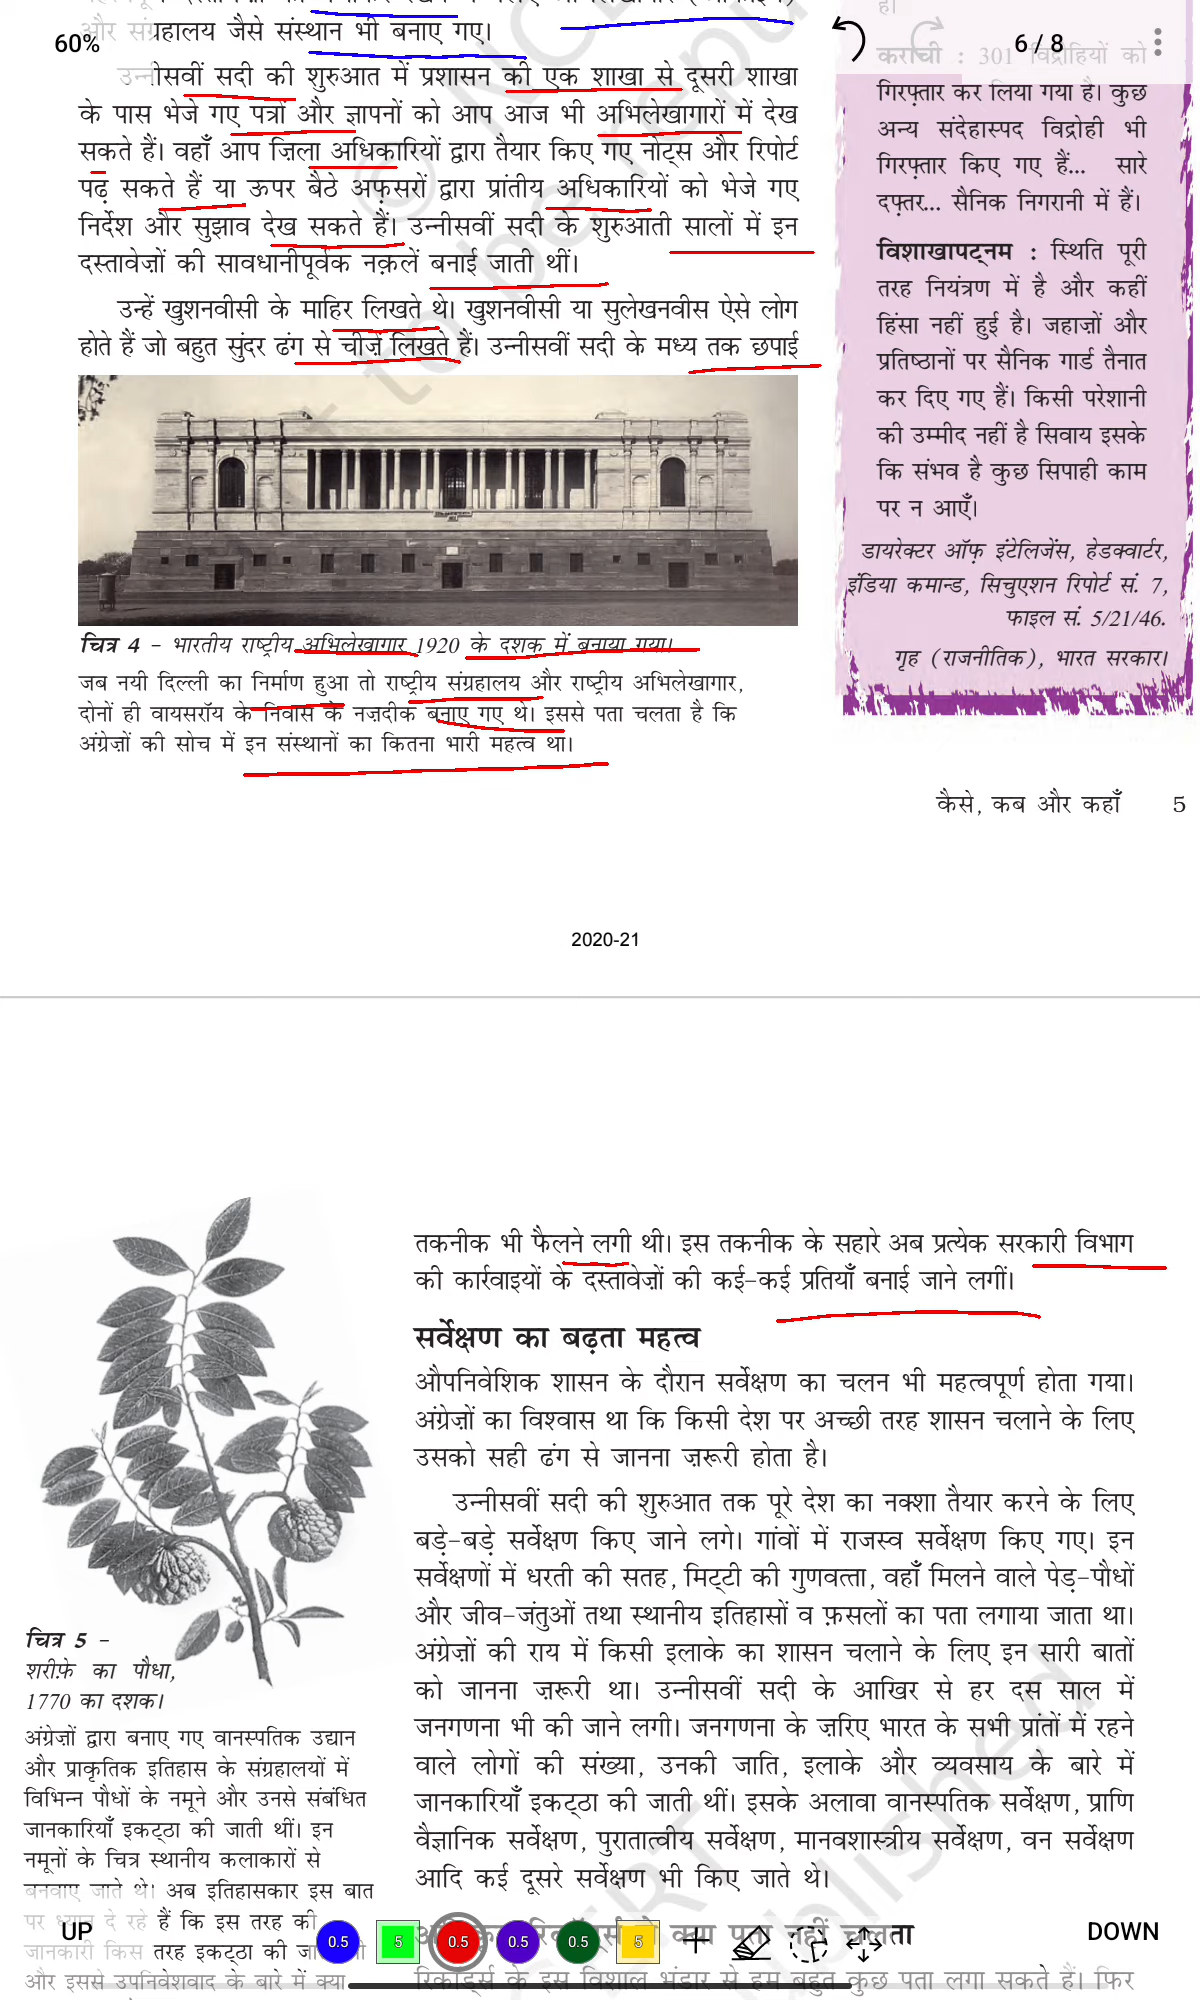 और संग्रहालय जैसे संस्थान भी बनाए गए।
60%
6 / 8
उन्नीसवीं सदी की शुरुआत में प्रशासन की एक शाखा से दूसरी शाखा
के पास भेजे गए पत्रों और ज्ञापनों को आप आज भी अभिलेखागारों में देख
सकते हैं। वहाँ आप ज़िला अधिकारियों द्वारा तैयार किए गए नोट्स और रिपोर्ट
पढ़ सकते हैं या ऊपर बैठे अफ़सरों द्वारा प्रांतीय अधिकारियों को भेजे गए
निर्देश और सुझाव देख सकते हैं। उन्नीसवीं सदी के शुरुआती सालों में इन
दस्तावेज़ों की सावधानीपूर्वक नक़लें बनाई जाती थीं।
उन्हें खुशनवीसी के माहिर लिखते थे। खुशनवीसी या सुलेखनवीस ऐसे लोग
होते हैं जो बहुत सुंदर ढंग से चीज़ें लिखते हैं। उन्नीसवीं सदी के मध्य तक छपाई
चित्र 4 – भारतीय राष्ट्रीय अभिलेखागार 1920 के दशक में बनाया गया।
जब नयी दिल्ली का निर्माण हुआ तो राष्ट्रीय संग्रहालय और राष्ट्रीय अभिलेखागार,
दोनों ही वायसरॉय के निवास के नज़दीक बनाए गए थे। इससे पता चलता है कि
अंग्रेज़ों की सोच में इन संस्थानों का कितना भारी महत्व था।
है।
कराची : 301 विद्रोहियों को
गिरफ़्तार कर लिया गया है। कुछ
अन्य संदेहास्पद विद्रोही भी
गिरफ़्तार किए गए हैं... सारे
दफ़्तर... सैनिक निगरानी में हैं।
विशाखापट्नम : स्थिति पूरी
तरह नियंत्रण में है और कहीं
हिंसा नहीं हुई है। जहाज़ों और
प्रतिष्ठानों पर सैनिक गार्ड तैनात
कर दिए गए हैं। किसी परेशानी
की उम्मीद नहीं है सिवाय इसके
कि संभव है कुछ सिपाही काम
पर न आएँ।
डायरेक्टर ऑफ़ इंटेलिजेंस, हेडक्वार्टर,
इंडिया कमान्ड, सिचुएशन रिपोर्ट सं. 7,
फाइल सं. 5/21/46.
गृह (राजनीतिक), भारत सरकार।
कैसे, कब और कहाँ 5
2020-21
तकनीक भी फैलने लगी थी। इस तकनीक के सहारे अब प्रत्येक सरकारी विभाग
की कार्रवाइयों के दस्तावेज़ों की कई-कई प्रतियाँ बनाई जाने लगीं।
सर्वेक्षण का बढ़ता महत्व
औपनिवेशिक शासन के दौरान सर्वेक्षण का चलन भी महत्वपूर्ण होता गया।
अंग्रेज़ों का विश्वास था कि किसी देश पर अच्छी तरह शासन चलाने के लिए
उसको सही ढंग से जानना ज़रूरी होता है।
उन्नीसवीं सदी की शुरुआत तक पूरे देश का नक्शा तैयार करने के लिए
बड़े-बड़े सर्वेक्षण किए जाने लगे। गांवों में राजस्व सर्वेक्षण किए गए। इन
सर्वेक्षणों में धरती की सतह, मिट्टी की गुणवत्ता, वहाँ मिलने वाले पेड़-पौधों
और जीव-जंतुओं तथा स्थानीय इतिहासों व फ़सलों का पता लगाया जाता था।
अंग्रेज़ों की राय में किसी इलाके का शासन चलाने के लिए इन सारी बातों
को जानना ज़रूरी था। उन्नीसवीं सदी के आखिर से हर दस साल में
जनगणना भी की जाने लगी। जनगणना के ज़रिए भारत के सभी प्रांतों में रहने
वाले लोगों की संख्या, उनकी जाति, इलाके और व्यवसाय के बारे में
जानकारियाँ इकट्ठा की जाती थीं। इसके अलावा वानस्पतिक सर्वेक्षण, प्राणि
वैज्ञानिक सर्वेक्षण, पुरातात्वीय सर्वेक्षण, मानवशास्त्रीय सर्वेक्षण, वन सर्वेक्षण
आदि कई दूसरे सर्वेक्षण भी किए जाते थे।
क्या पता नहीं चलता
रिकॉर्ड्स के इस विशाल भंडार से हम बहुत कुछ पता लगा सकते हैं। फिर
चित्र 5 –
शरीफ़े का पौधा,
1770 का दशक।
अंग्रेज़ों द्वारा बनाए गए वानस्पतिक उद्यान
और प्राकृतिक इतिहास के संग्रहालयों में
विभिन्न पौधों के नमूने और उनसे संबंधित
जानकारियाँ इकट्ठा की जाती थीं। इन
नमूनों के चित्र स्थानीय कलाकारों से
बनवाए जाते थे। अब इतिहासकार इस बात
पर ध्यान दे रहे हैं कि इस तरह की
जानकारी किस तरह इकट्ठा की
और इससे उपनिवेशवाद के बारे में क्या
UP
0.5
5
0.5
0.5
0.5
5
DOWN